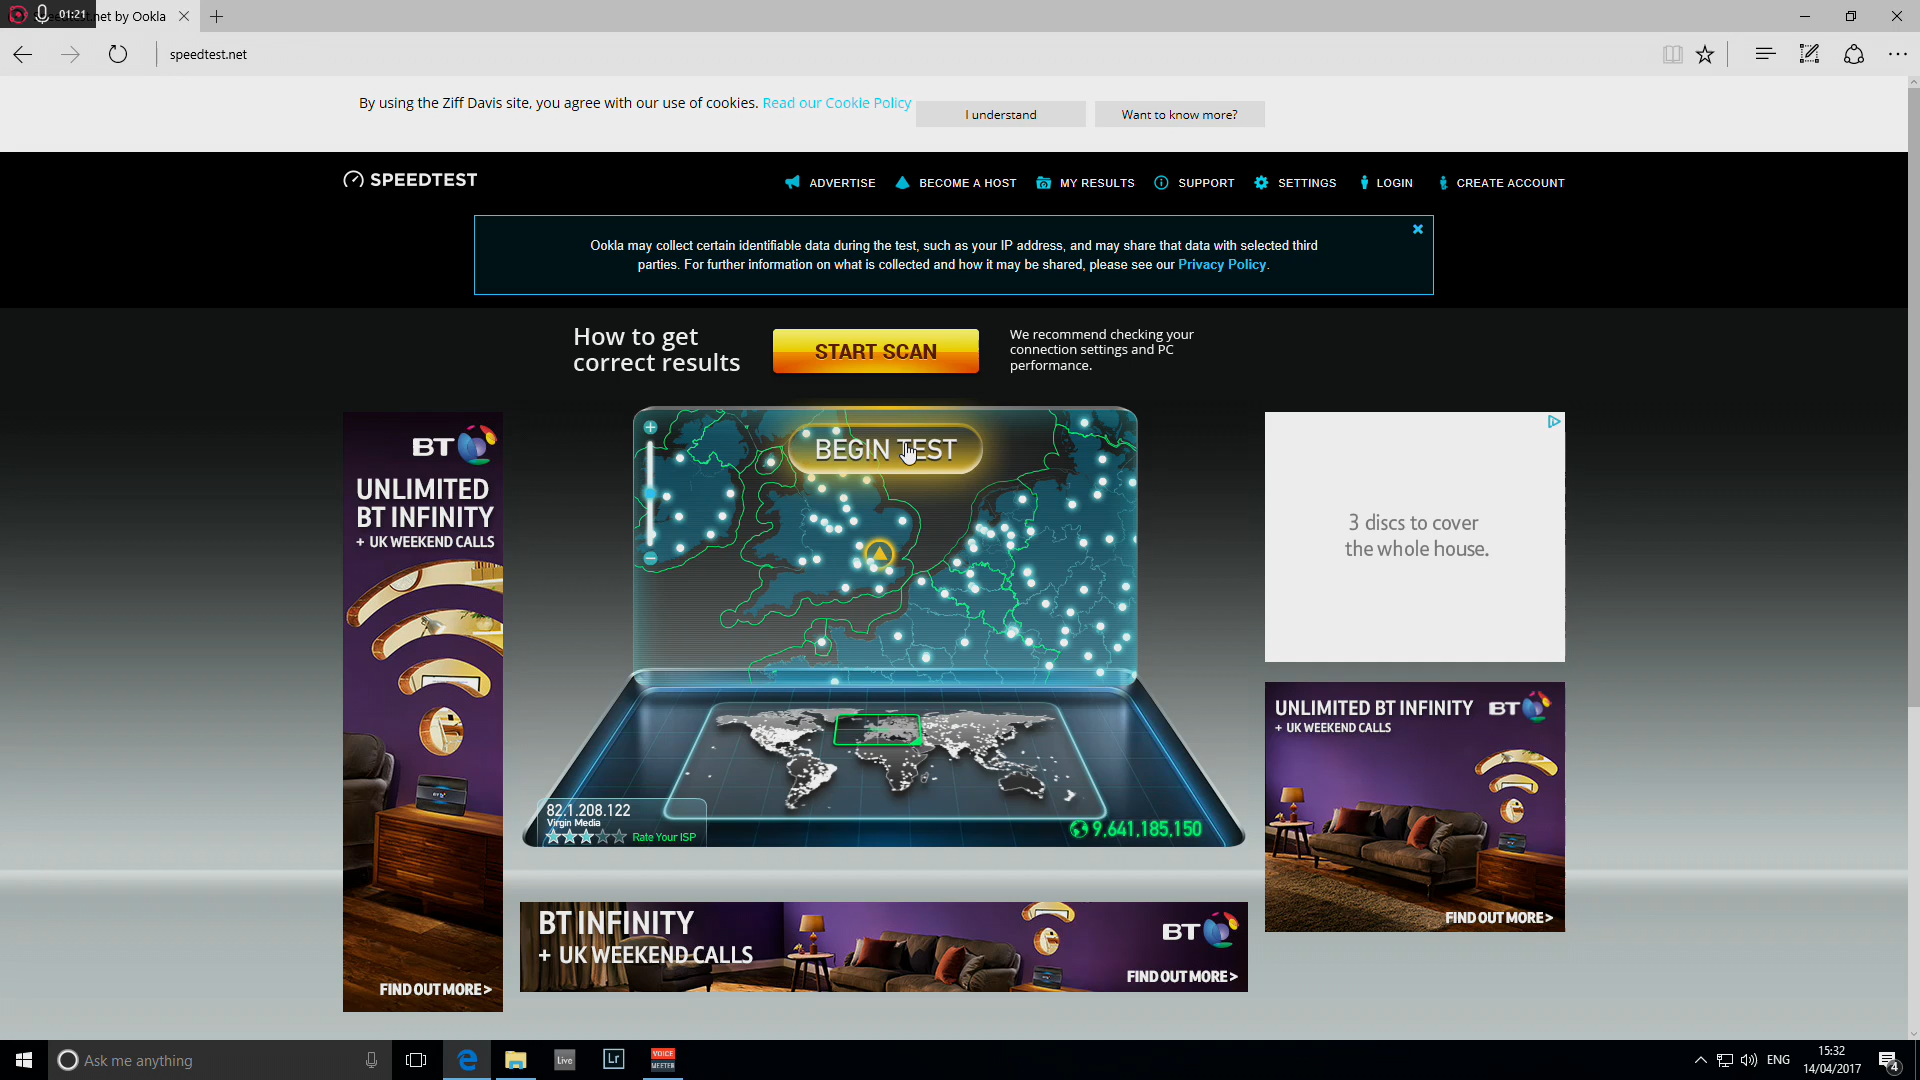 01:21
.net by Ookla
speedtest.net
By using the Ziff Davis site, you agree with our use of cookies. Read our Cookie Policy
I understand
Want to know more?
SPEEDTEST
ADVERTISE
BECOME A HOST
MY RESULTS
SUPPORT
SETTINGS
LOGIN
CREATE ACCOUNT
Ookla may collect certain identifiable data during the test, such as your IP address, and may share that data with selected third
parties. For further information on what is collected and how it may be shared, please see our Privacy Policy.
How to get
correct results
START SCAN
We recommend checking your
connection settings and PC
performance.
BT
UNLIMITED
BT INFINITY
+ UK WEEKEND CALLS
FIND OUT MORE >
BEGIN TEST
82.1.208.122
Virgin Media
Rate Your ISP
9,641,185,150
3 discs to cover
the whole house.
UNLIMITED BT INFINITY
+ UK WEEKEND CALLS
BT
FIND OUT MORE >
BT INFINITY
+ UK WEEKEND CALLS
BT
FIND OUT MORE >
Ask me anything
Live
Lr
VOICE
MEETER
ENG
15:32
14/04/2017
4